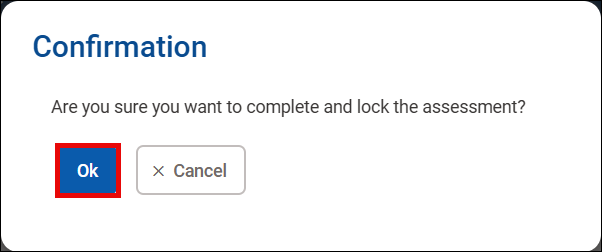 Confirmation
Are you sure you want to complete and lock the assessment?
Ok
× Cancel